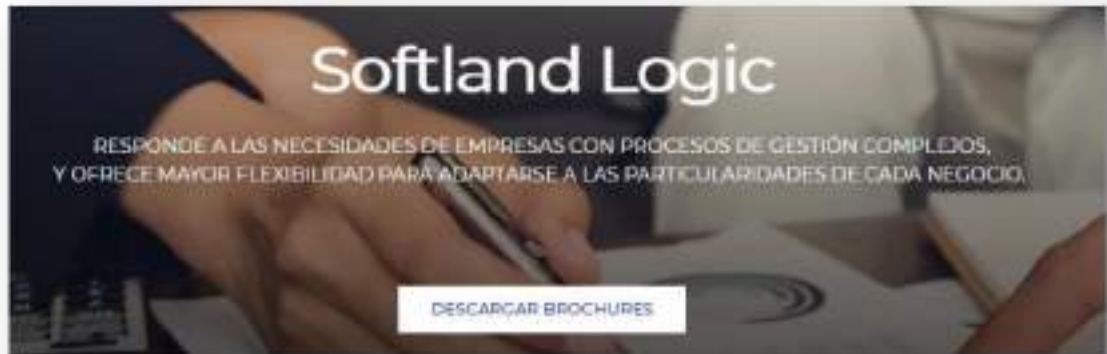 Softland Logic
RESPONDE A LAS NECESIDADES DE EMPRESAS CON PROCESOS DE GESTIÓN COMPLEJOS,
Y OFRECE MAYOR FLEXIBILIDAD PARA ADAPTARSE A LAS PARTICULARIDADES DE CADA NEGOCIO.
DESCARGAR BROCHURES